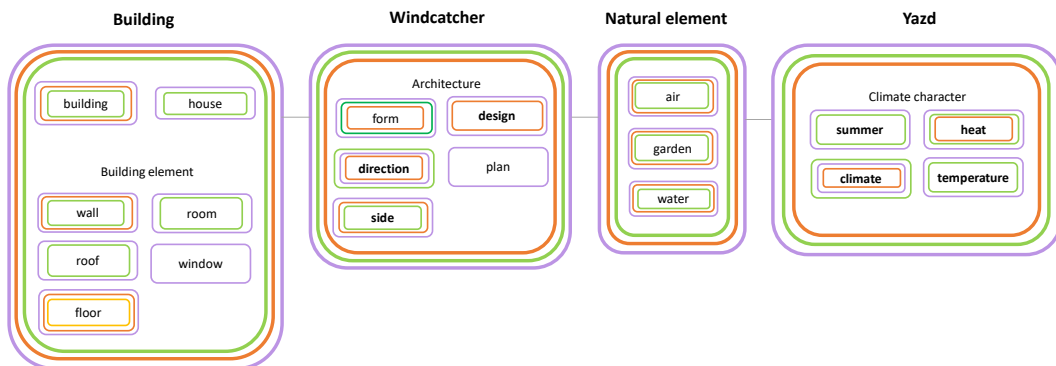 Building
Windcatcher
Natural element
Yazd
building
house
Building element
wall
room
roof
window
floor
Architecture
form
design
direction
plan
side
air
garden
water
Climate character
summer
heat
climate
temperature